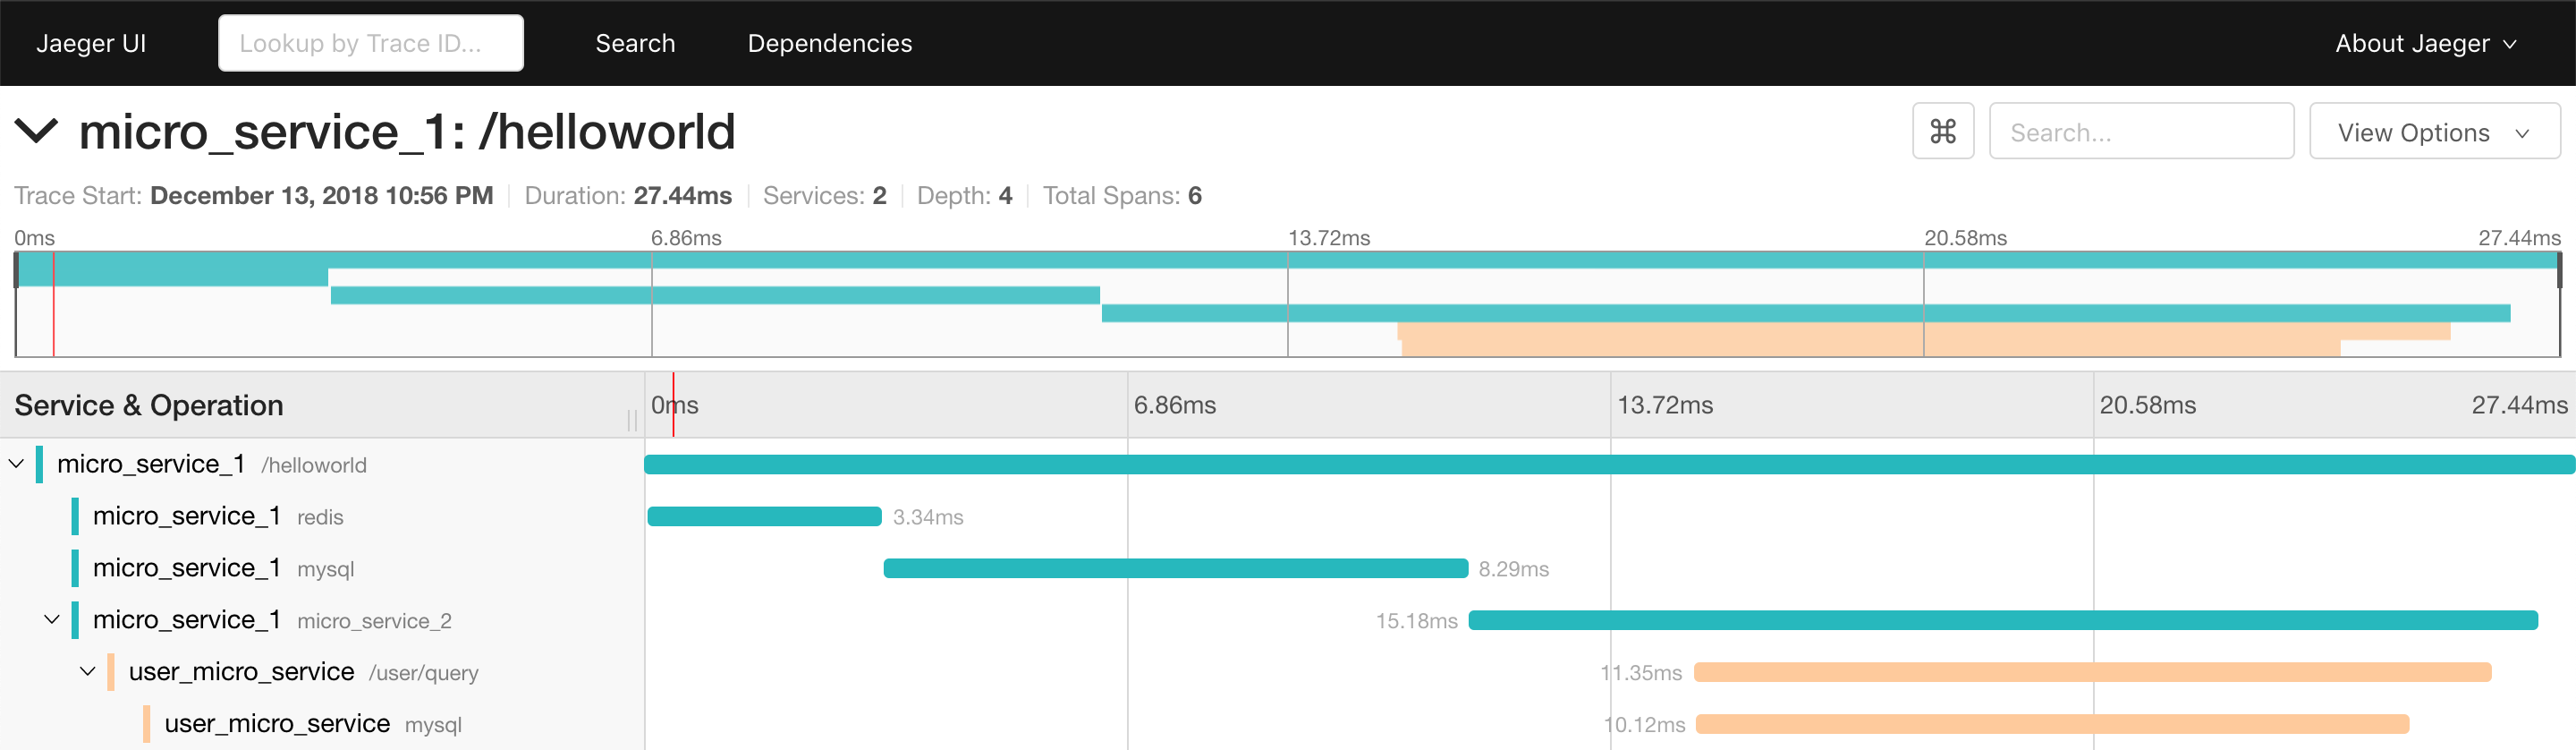 Jaeger UI Lookup by Trace ID... Search Dependencies About Jaeger
micro_service_1: /helloworld ⌘ Search... View Options
Trace Start: December 13, 2018 10:56 PM Duration: 27.44ms Services: 2 Depth: 4 Total Spans: 6
0ms 6.86ms 13.72ms 20.58ms 27.44ms
Service & Operation 0ms 6.86ms 13.72ms 20.58ms 27.44ms
micro_service_1 /helloworld
micro_service_1 redis 3.34ms
micro_service_1 mysql 8.29ms
micro_service_1 micro_service_2 15.18ms
user_micro_service /user/query 11.35ms
user_micro_service mysql 10.12ms